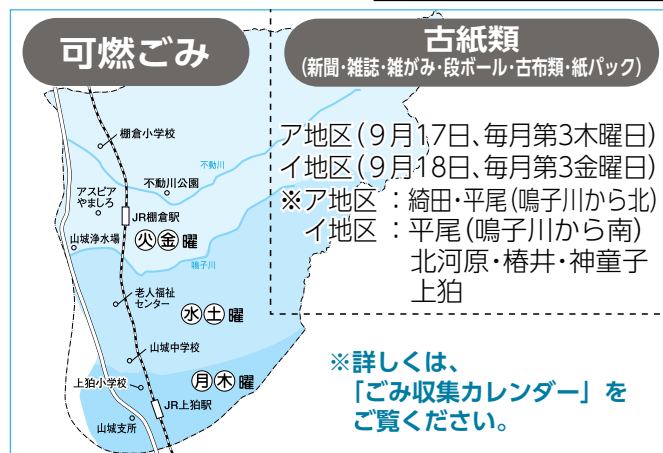 可燃ごみ
古紙類
(新聞・雑誌・雑がみ・段ボール・古布類・紙パック)
ア地区(9月17日、毎月第3木曜日)
イ地区(9月18日、毎月第3金曜日)
※ア地区:綺田・平尾(鳴子川から北)
イ地区:平尾(鳴子川から南)
北河原・椿井・神童子
上狛
棚倉小学校
不動川
不動川公園
アスピア
やましろ
JR棚倉駅
山城浄水場
火金曜
鳴子川
老人福祉
センター
水土曜
山城中学校
月木曜
上狛小学校
JR上狛駅
山城支所
※詳しくは、
「ごみ収集カレンダー」を
ご覧ください。